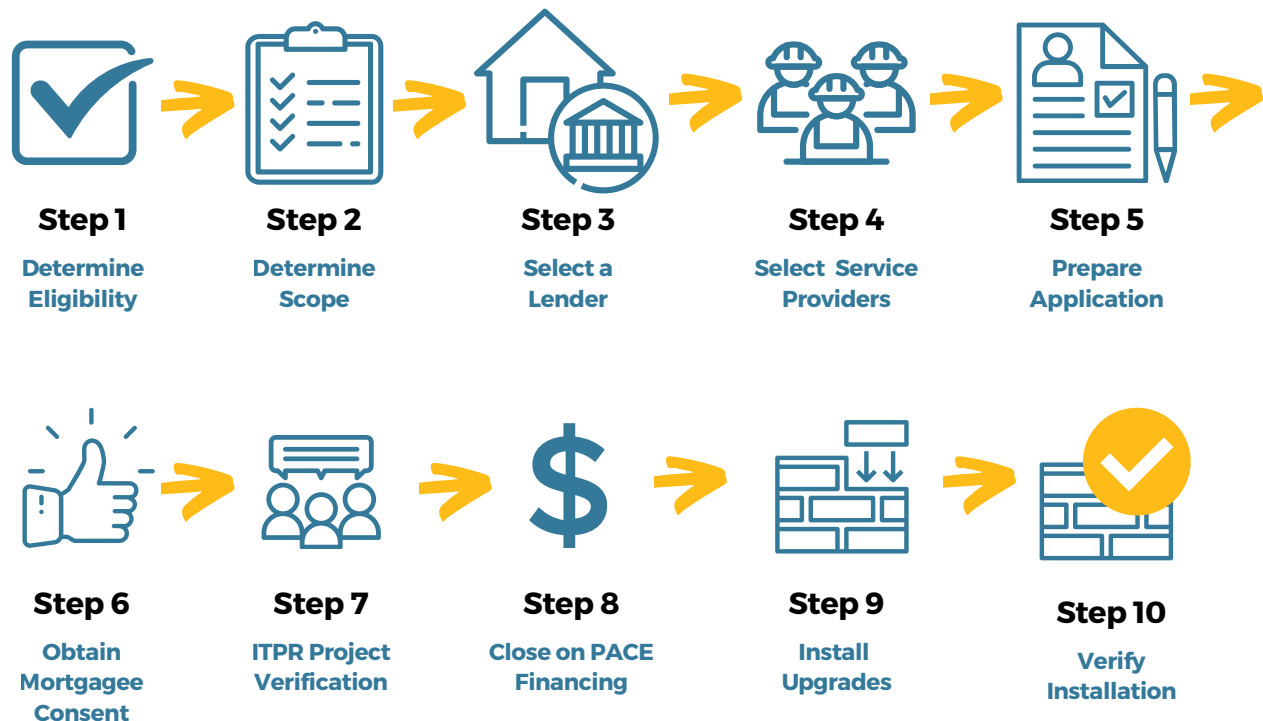 Step 1
Determine
Eligibility
Step 2
Determine
Scope
Step 3
Select a
Lender
Step 4
Select Service
Providers
Step 5
Prepare
Application
Step 6
Obtain
Mortgagee
Consent
Step 7
ITPR Project
Verification
Step 8
Close on PACE
Financing
Step 9
Install
Upgrades
Step 10
Verify
Installation